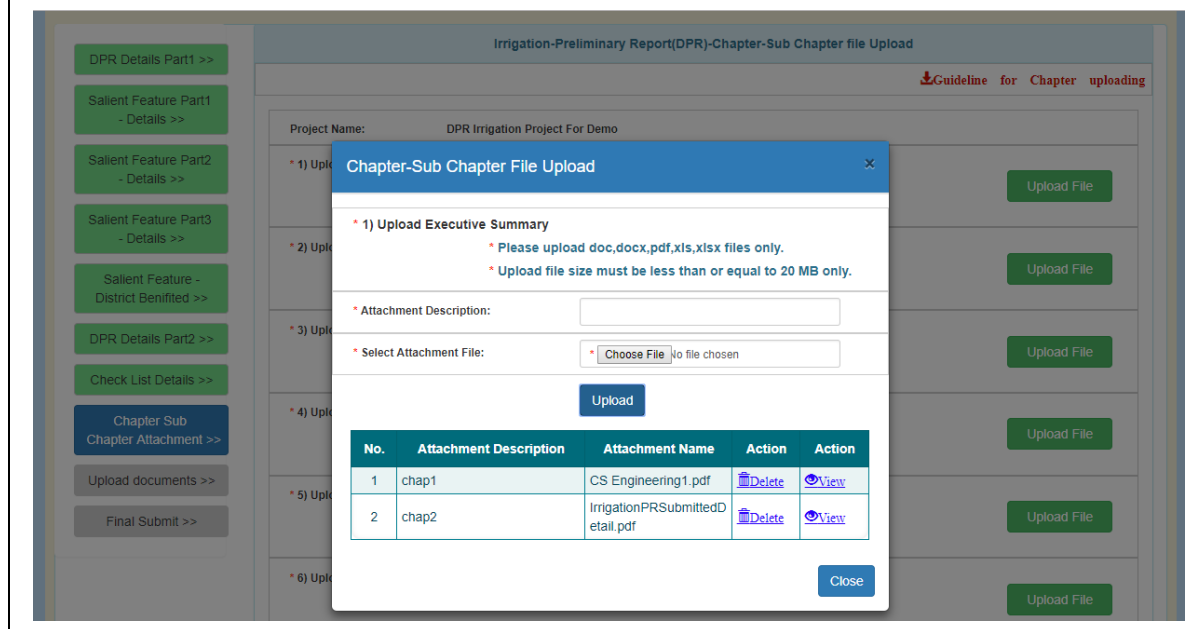 Irrigation-Preliminary Report(DPR)-Chapter-Sub Chapter file Upload
Guideline for Chapter uploading
DPR Details Part1 >>
Salient Feature Part1
- Details >>
Salient Feature Part2
- Details >>
Salient Feature Part3
- Details >>
Salient Feature -
District Benifited >>
DPR Details Part2 >>
Check List Details >>
Chapter Sub
Chapter Attachment >>
Upload documents >>
Final Submit >>
Project Name: DPR Irrigation Project For Demo
* 1) Uplo
Upload File
* 2) Uplo
Upload File
* 3) Uplo
Upload File
* 4) Uplo
Upload File
* 5) Uplo
Upload File
* 6) Uplo
Upload File
Chapter-Sub Chapter File Upload ×
* 1) Upload Executive Summary
* Please upload doc,docx,pdf,xls,xlsx files only.
* Upload file size must be less than or equal to 20 MB only.
* Attachment Description:
* Select Attachment File: * Choose File No file chosen
Upload
No. Attachment Description Attachment Name Action Action
1 chap1 CS Engineering1.pdf Delete View
2 chap2 IrrigationPRSubmittedD
etail.pdf Delete View
Close